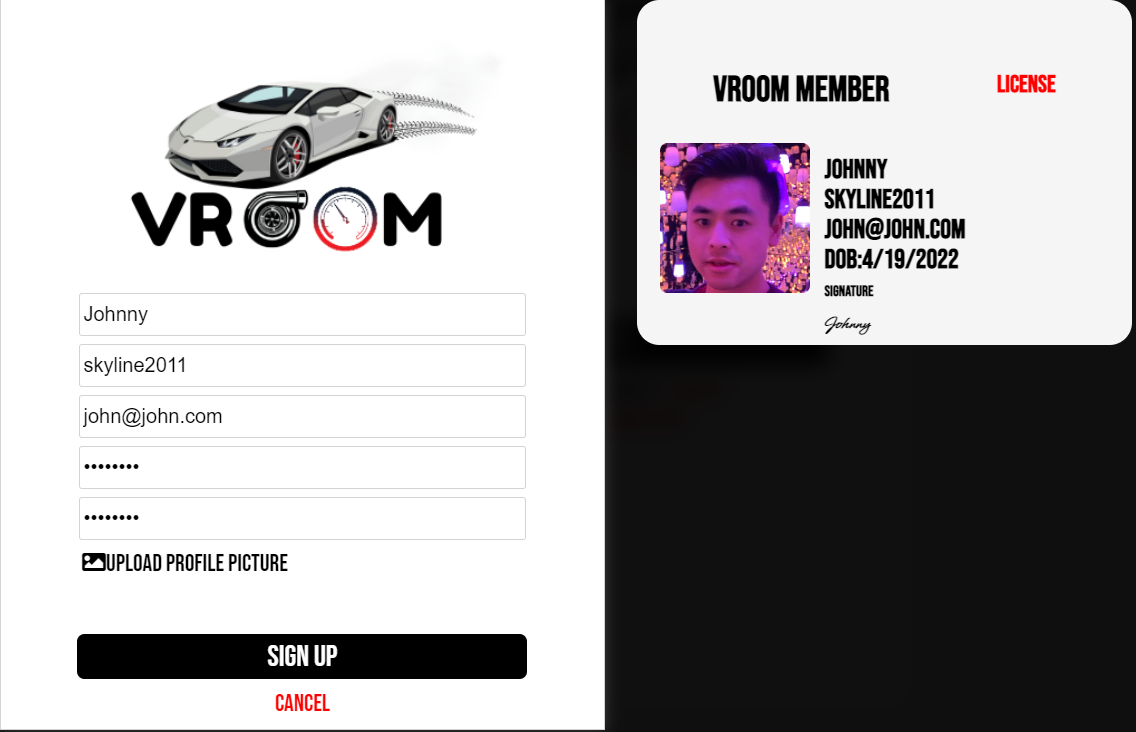 VROOM
Johnny
skyline2011
john@john.com
••••••••
••••••••
UPLOAD PROFILE PICTURE
SIGN UP
CANCEL
VROOM MEMBER
LICENSE
JOHNNY
SKYLINE2011
JOHN@JOHN.COM
DOB:4/19/2022
SIGNATURE
Johnny